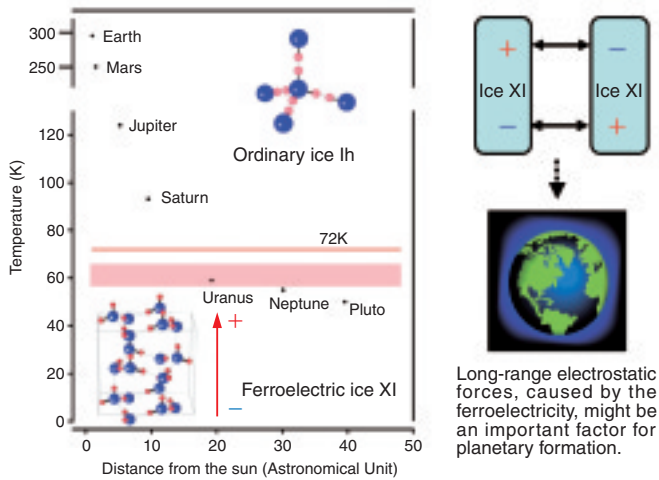 300
250
120
100
80
60
40
20
0
Temperature (K)
Earth
Mars
Jupiter
Saturn
Ordinary ice Ih
72K
Uranus
Neptune
Pluto
+
−
Ferroelectric ice XI
0 10 20 30 40 50
Distance from the sun (Astronomical Unit)
+ −
Ice XI Ice XI
− +
Long-range electrostatic
forces, caused by the
ferroelectricity, might be
an important factor for
planetary formation.